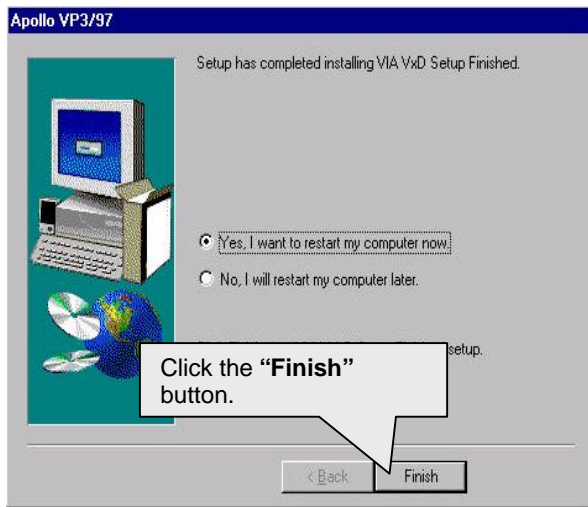 Apollo VP3/97
Setup has completed installing VIA VxD Setup Finished.
Yes, I want to restart my computer now.
No, I will restart my computer later.
setup.
Click the “Finish”
button.
< Back
Finish